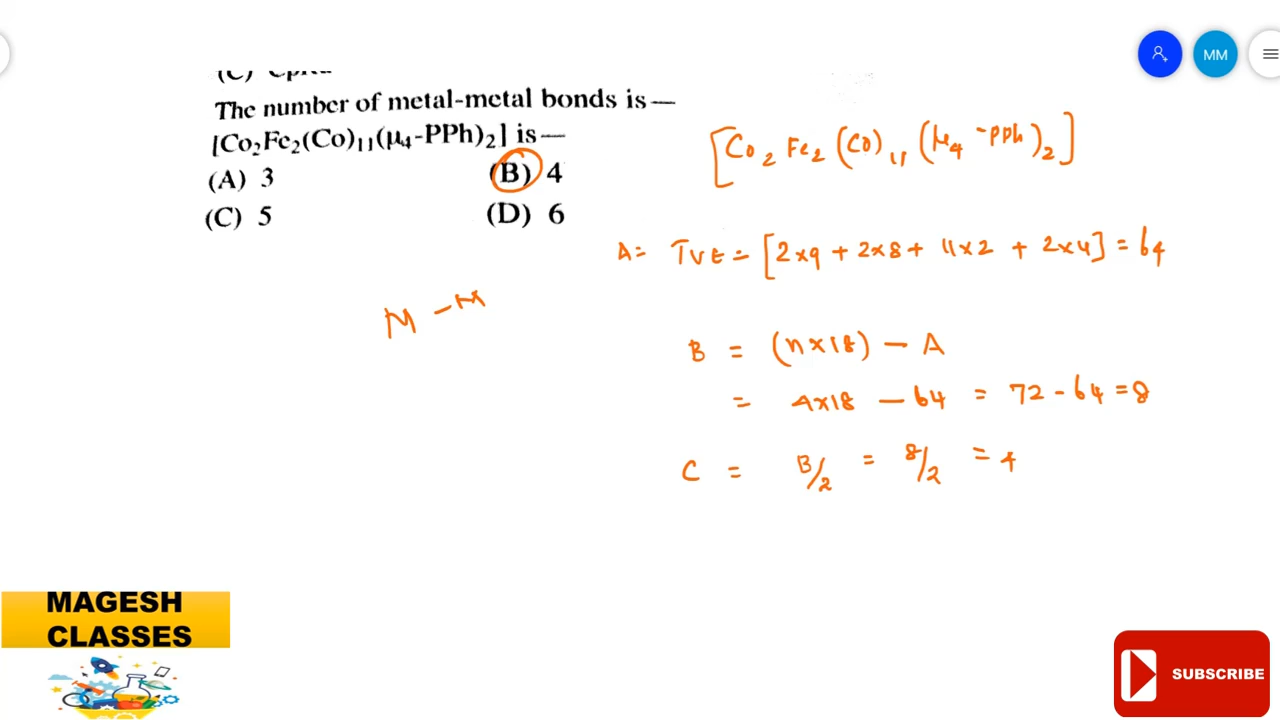 MM
The number of metal-metal bonds is—
[Co₂Fe₂(Co)₁₁(μ₄-PPh)₂] is—
(A) 3 (B) 4
(C) 5 (D) 6
[Co₂ Fe₂ (Co)₁₁ (μ₄ -PPh)₂]
A = TVE = [2×9 + 2×8 + 11×2 + 2×4] = 64
M – M
B = (n×18) – A
= 4×18 – 64 = 72 - 64 = 8
C = B/2 = 8/2 = 4
MAGESH
CLASSES
SUBSCRIBE